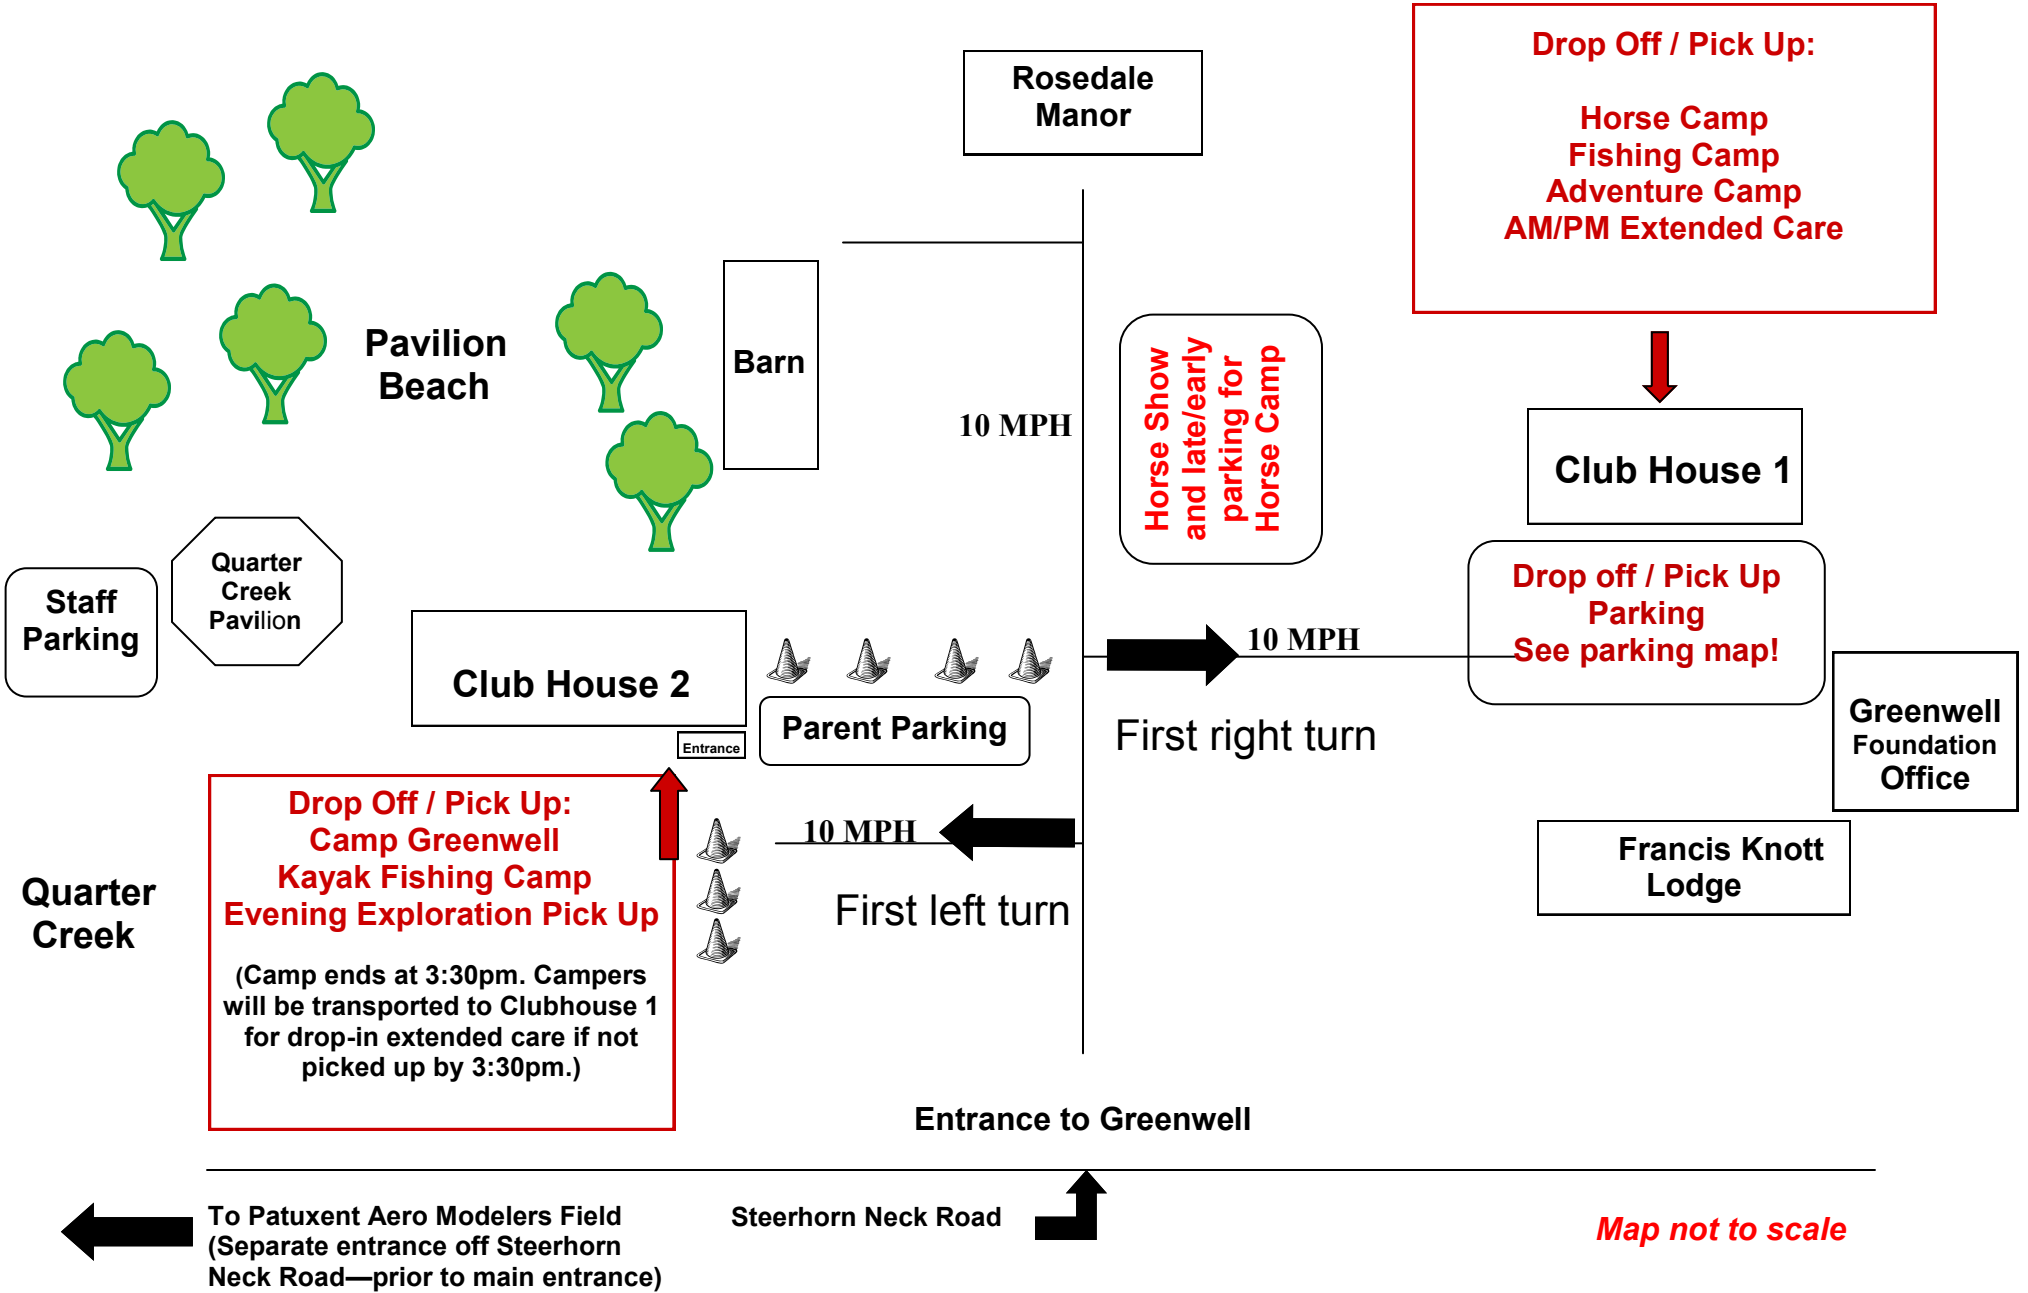 Rosedale
Manor
Drop Off / Pick Up:
Horse Camp
Fishing Camp
Adventure Camp
AM/PM Extended Care
Pavilion
Beach
Barn
10 MPH
Horse Show
and late/early
parking for
Horse Camp
Club House 1
Staff
Parking
Quarter
Creek
Pavilion
Drop off / Pick Up
Parking
See parking map!
Club House 2
10 MPH
Parent Parking
First right turn
Entrance
Greenwell
Foundation
Office
Drop Off / Pick Up:
Camp Greenwell
Kayak Fishing Camp
Evening Exploration Pick Up
(Camp ends at 3:30pm. Campers
will be transported to Clubhouse 1
for drop-in extended care if not
picked up by 3:30pm.)
10 MPH
First left turn
Francis Knott
Lodge
Quarter
Creek
Entrance to Greenwell
To Patuxent Aero Modelers Field
(Separate entrance off Steerhorn
Neck Road—prior to main entrance)
Steerhorn Neck Road
Map not to scale